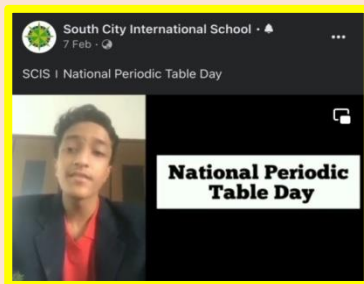 South City International School ·
7 Feb ·
SCIS | National Periodic Table Day
National Periodic
Table Day